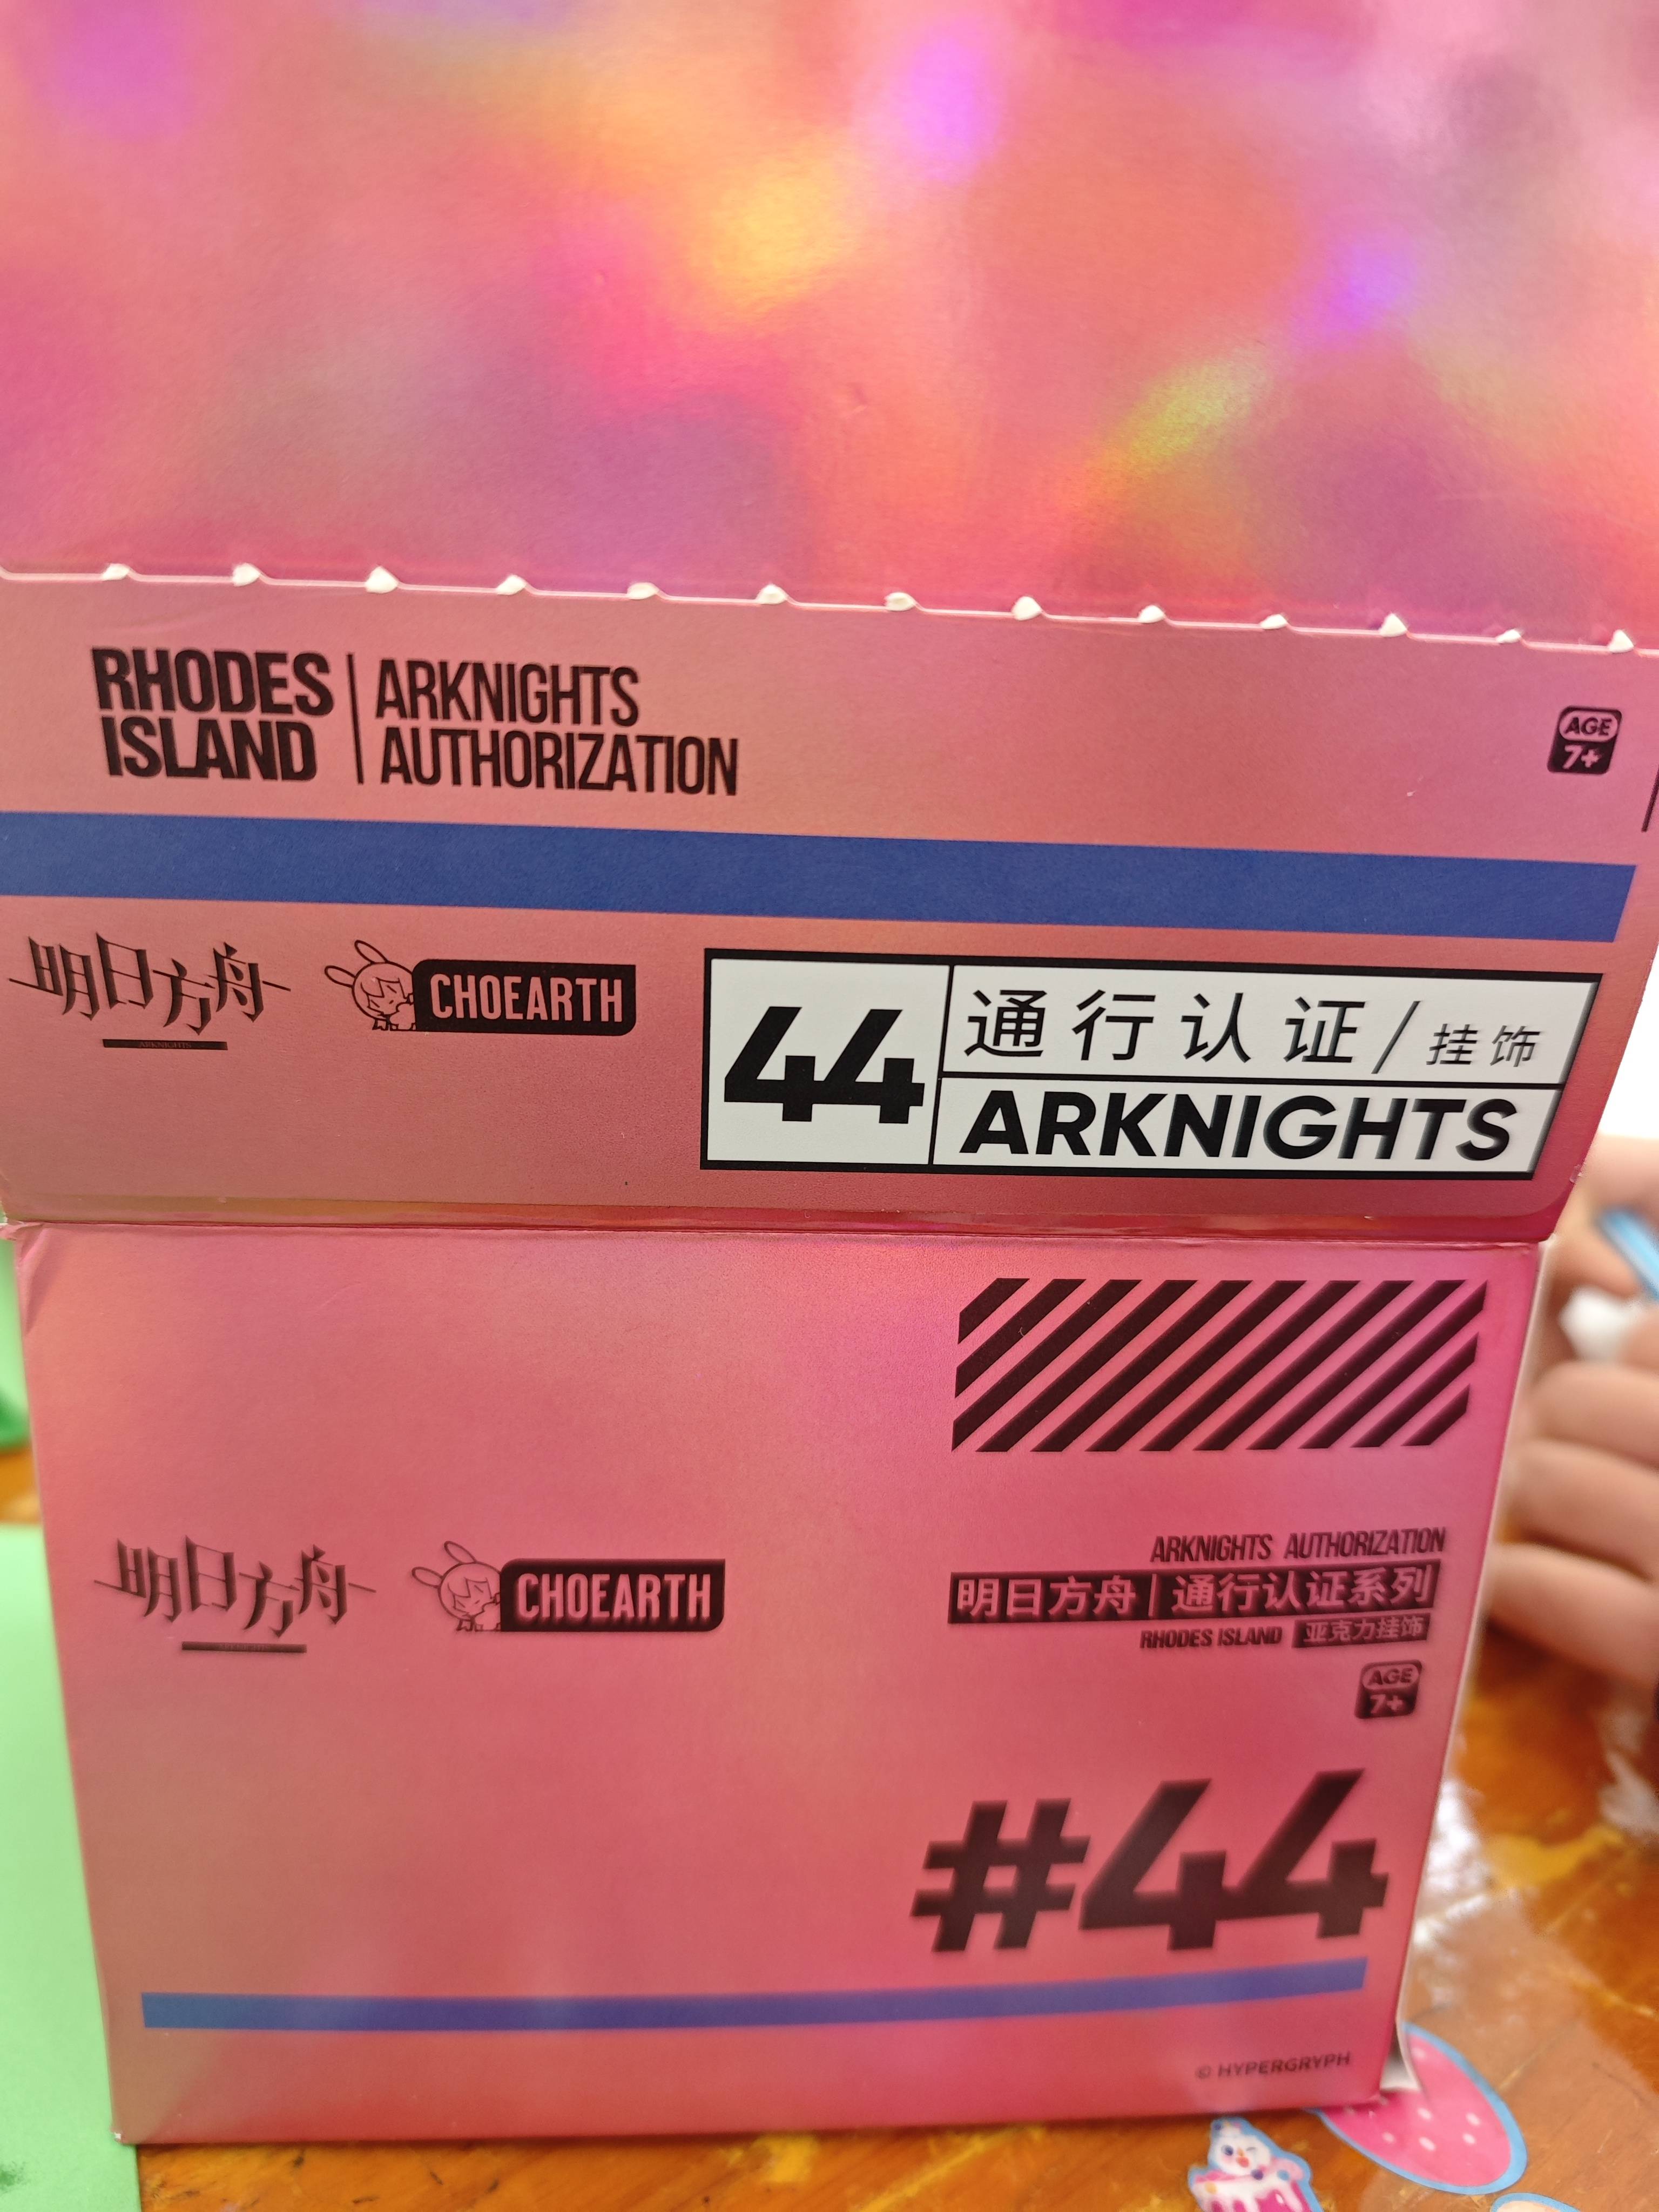 RHODES ISLAND
ARKNIGHTS AUTHORIZATION
AGE 7+
明日方舟
ARKNIGHTS
CHOEARTH
44
通行认证/挂饰
ARKNIGHTS
明日方舟
CHOEARTH
ARKNIGHTS AUTHORIZATION
明日方舟|通行认证系列
RHODES ISLAND 亚克力挂饰
AGE 7+
#44
© HYPERGRYPH